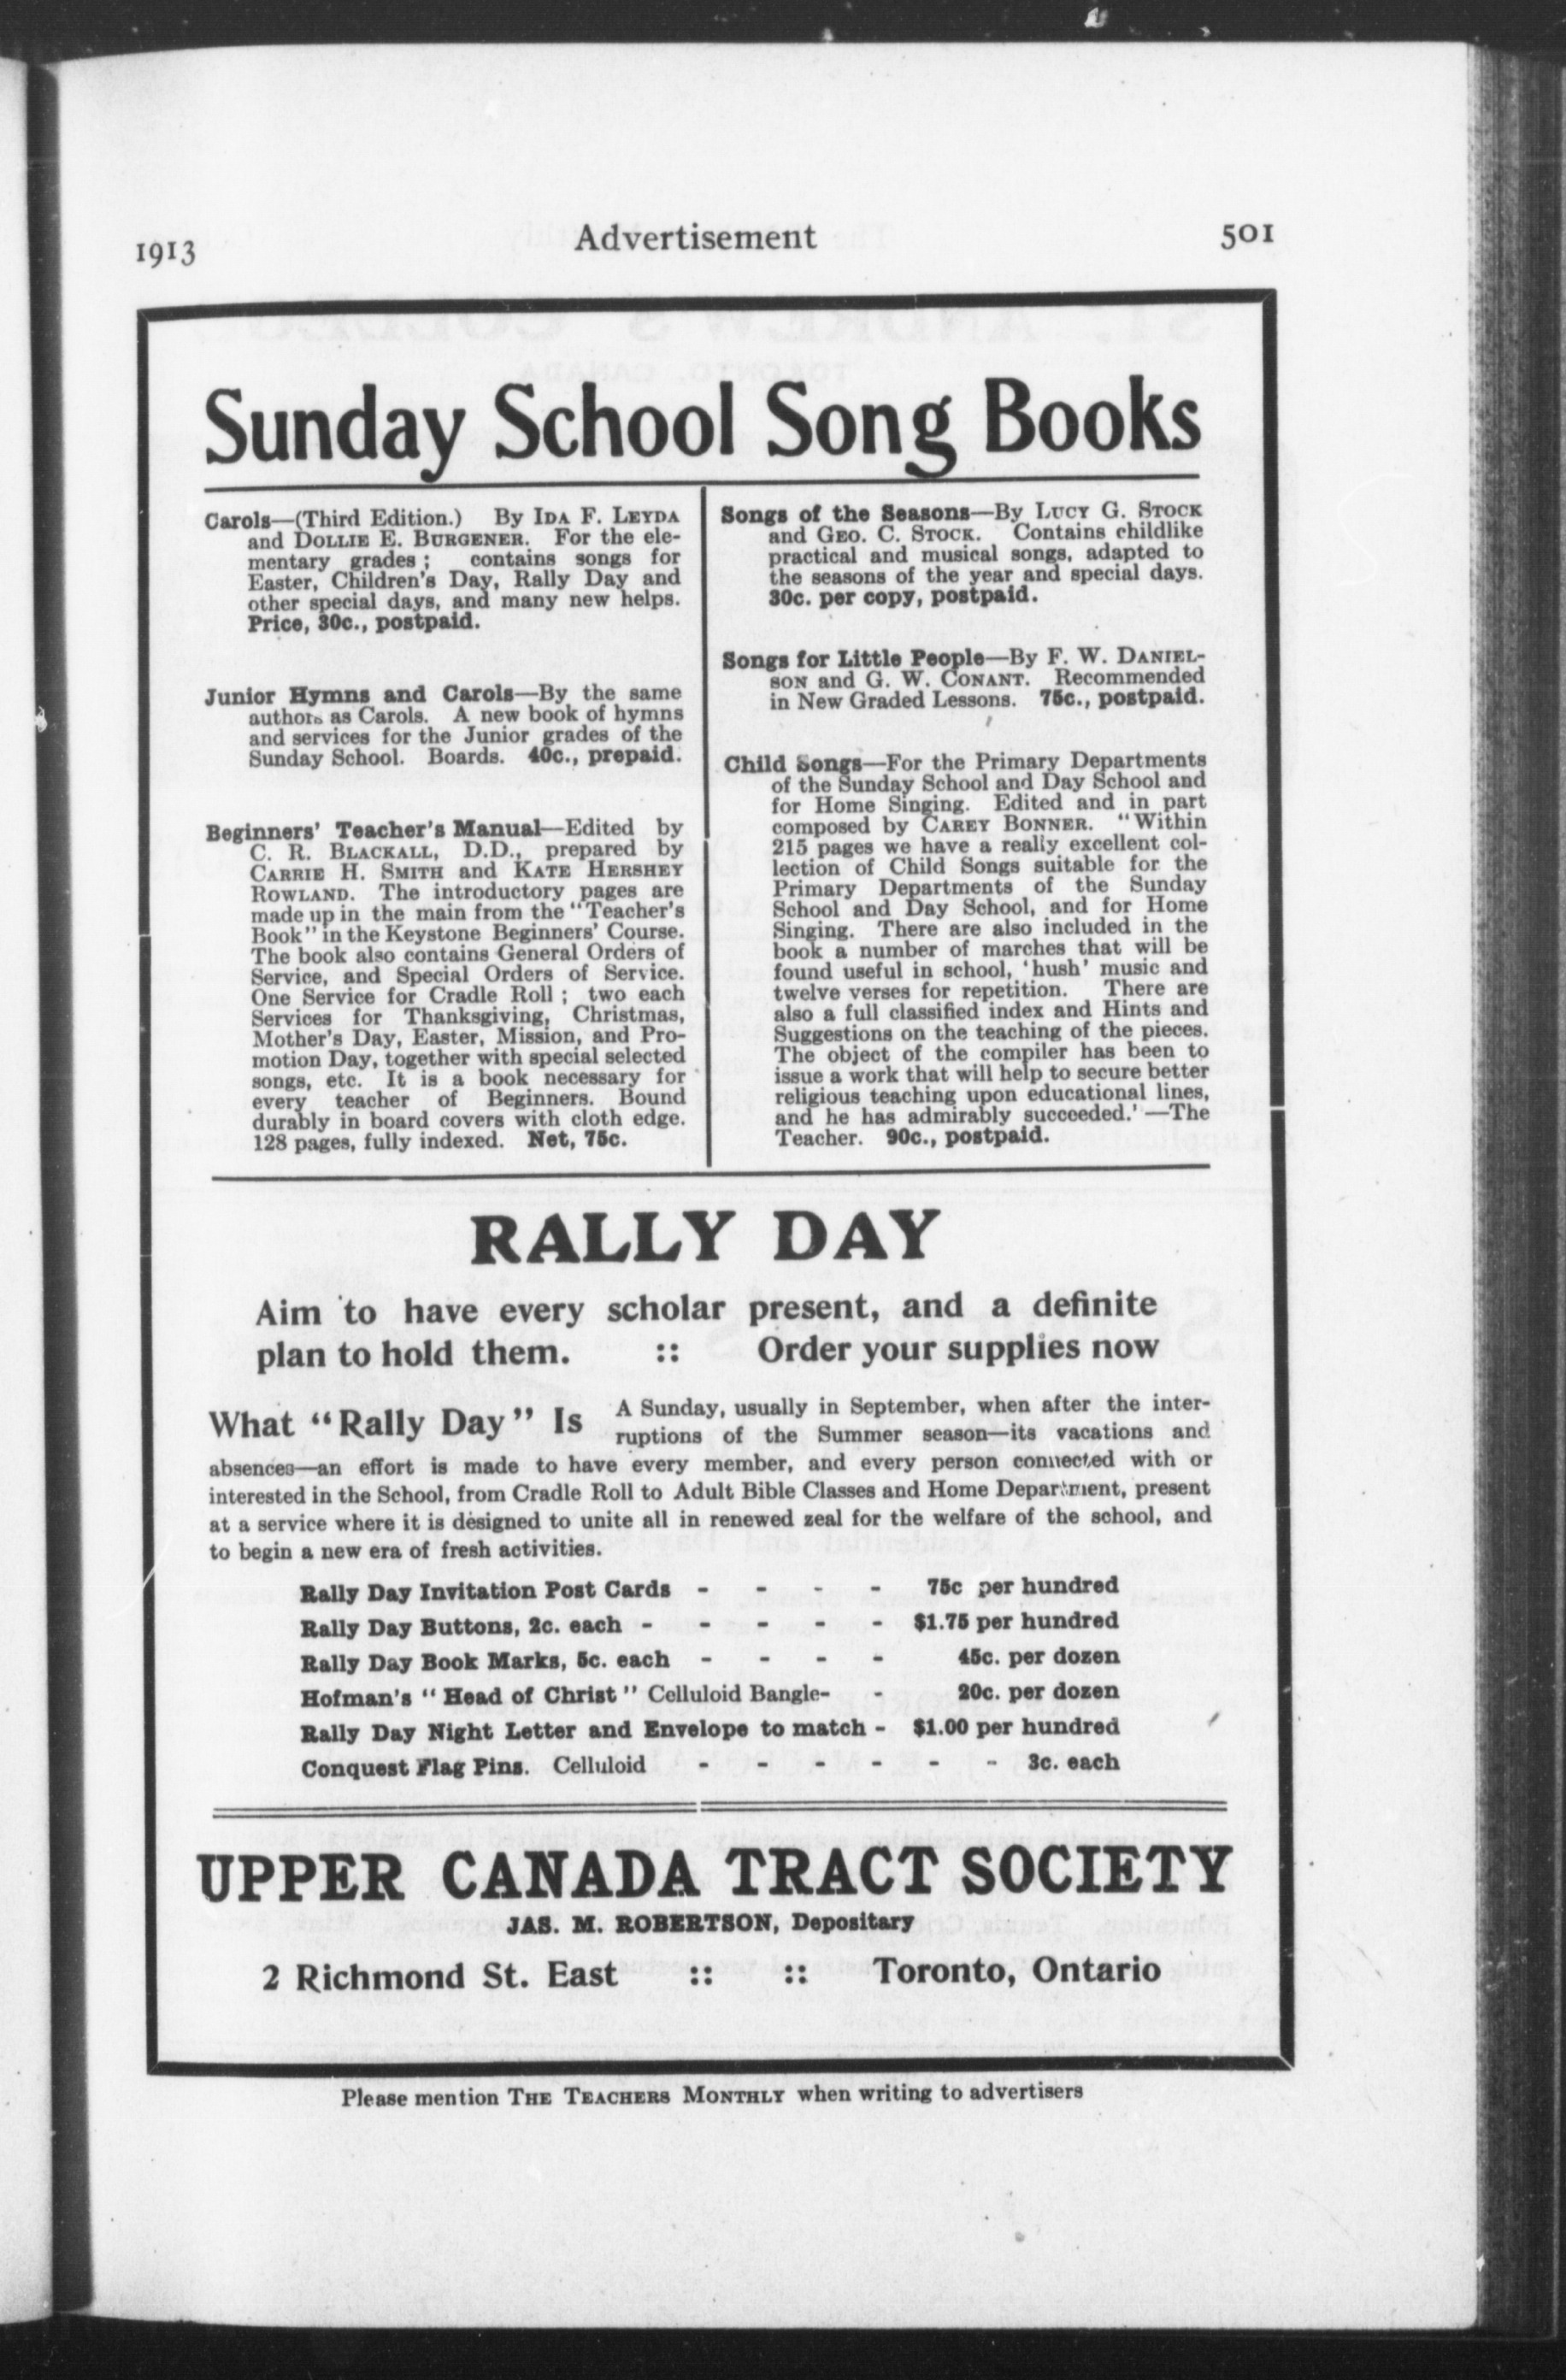 1913 Advertisement 501
Sunday School Song Books
Carols—(Third Edition.) By IDA F. LEYDA
and DOLLIE E. BURGENER. For the ele-
mentary grades; contains songs for
Easter, Children's Day, Rally Day and
other special days, and many new helps.
Price, 30c., postpaid.
Junior Hymns and Carols—By the same
authors as Carols. A new book of hymns
and services for the Junior grades of the
Sunday School. Boards. 40c., prepaid.
Beginners' Teacher's Manual—Edited by
C. R. BLACKALL, D.D., prepared by
CARRIE H. SMITH and KATE HERSHEY
ROWLAND. The introductory pages are
made up in the main from the "Teacher's
Book" in the Keystone Beginners' Course.
The book also contains General Orders of
Service, and Special Orders of Service.
One Service for Cradle Roll; two each
Services for Thanksgiving, Christmas,
Mother's Day, Easter, Mission, and Pro-
motion Day, together with special selected
songs, etc. It is a book necessary for
every teacher of Beginners. Bound
durably in board covers with cloth edge.
128 pages, fully indexed. Net, 75c.
Songs of the Seasons—By LUCY G. STOCK
and GEO. C. STOCK. Contains childlike
practical and musical songs, adapted to
the seasons of the year and special days.
30c. per copy, postpaid.
Songs for Little People—By F. W. DANIEL-
SON and G. W. CONANT. Recommended
in New Graded Lessons. 75c., postpaid.
Child Songs—For the Primary Departments
of the Sunday School and Day School and
for Home Singing. Edited and in part
composed by CAREY BONNER. "Within
215 pages we have a really excellent col-
lection of Child Songs suitable for the
Primary Departments of the Sunday
School and Day School, and for Home
Singing. There are also included in the
book a number of marches that will be
found useful in school, 'hush' music and
twelve verses for repetition. There are
also a full classified index and Hints and
Suggestions on the teaching of the pieces.
The object of the compiler has been to
issue a work that will help to secure better
religious teaching upon educational lines,
and he has admirably succeeded.' —The
Teacher. 90c., postpaid.
RALLY DAY
Aim to have every scholar present, and a definite
plan to hold them. :: Order your supplies now
What "Rally Day" Is A Sunday, usually in September, when after the inter-
ruptions of the Summer season—its vacations and
absences—an effort is made to have every member, and every person connected with or
interested in the School, from Cradle Roll to Adult Bible Classes and Home Department, present
at a service where it is designed to unite all in renewed zeal for the welfare of the school, and
to begin a new era of fresh activities.
Rally Day Invitation Post Cards - - - - 75c per hundred
Rally Day Buttons, 2c. each - - - - - $1.75 per hundred
Rally Day Book Marks, 5c. each - - - - 45c. per dozen
Hofman's "Head of Christ" Celluloid Bangle- - 20c. per dozen
Rally Day Night Letter and Envelope to match - $1.00 per hundred
Conquest Flag Pins. Celluloid - - - - - - 3c. each
UPPER CANADA TRACT SOCIETY
JAS. M. ROBERTSON, Depositary
2 Richmond St. East :: :: Toronto, Ontario
Please mention THE TEACHERS MONTHLY when writing to advertisers